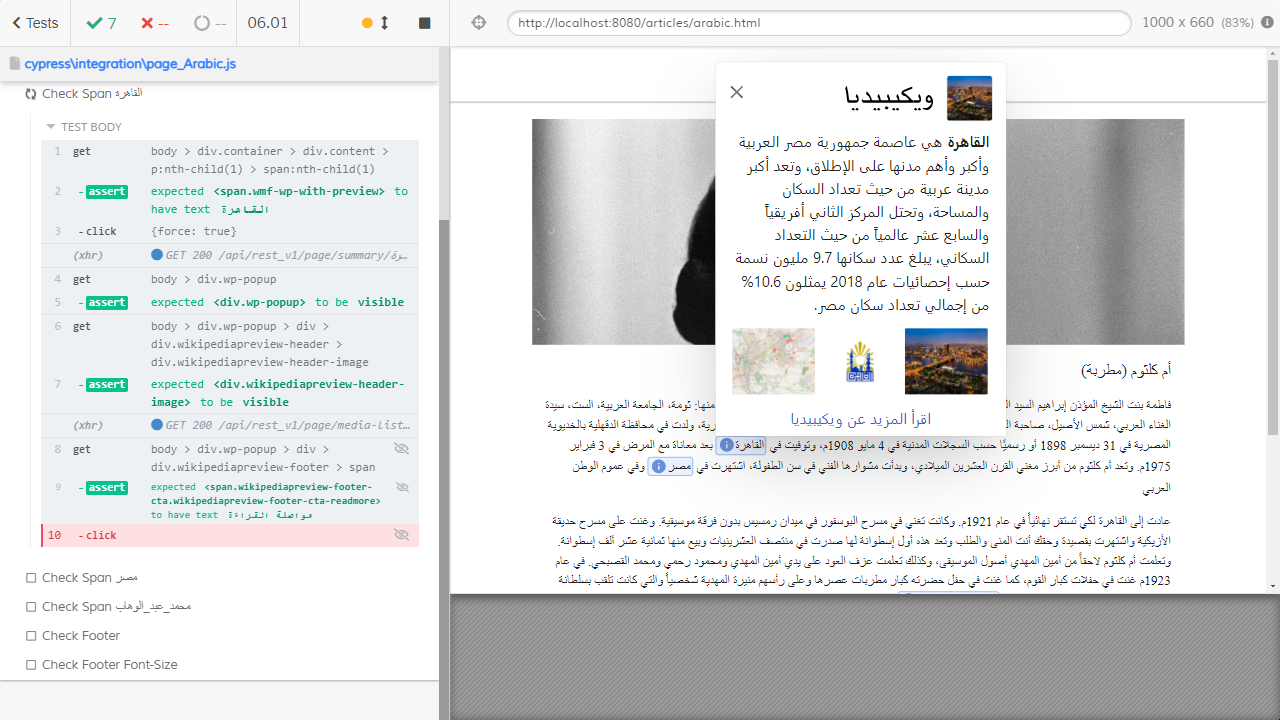 Tests
7
--
--
06.01
http://localhost:8080/articles/arabic.html
1000 x 660 (83%)
cypress\integration\page_Arabic.js
Check Span القاهرة
TEST BODY
1 get body > div.container > div.content >
p:nth-child(1) > span:nth-child(1)
2 -assert expected <span.wmf-wp-with-preview> to
have text القاهرة
3 -click {force: true}
(xhr) GET 200 /api/rest_v1/page/summary/
4 get body > div.wp-popup
5 -assert expected <div.wp-popup> to be visible
6 get body > div.wp-popup > div >
div.wikipediapreview-header >
div.wikipediapreview-header-image
7 -assert expected <div.wikipediapreview-header-
image> to be visible
(xhr) GET 200 /api/rest_v1/page/media-list…
8 get body > div.wp-popup > div >
div.wikipediapreview-footer > span
9 -assert expected <span.wikipediapreview-footer-
cta.wikipediapreview-footer-cta-readmore>
to have text مواصلة القراءة
10 -click
Check Span مصر
Check Span محمد_عبد_الوهاب
Check Footer
Check Footer Font-Size
ويكيبيديا
القاهرة هي عاصمة جمهورية مصر العربية
وأكبر وأهم مدنها على الإطلاق، وتعد أكبر
مدينة عربية من حيث تعداد السكان
والمساحة، وتحتل المركز الثاني أفريقياً
والسابع عشر عالمياً من حيث التعداد
السكاني، يبلغ عدد سكانها 9.7 مليون نسمة
حسب إحصائيات عام 2018 يمثلون 10.6%
من إجمالي تعداد سكان مصر.
اقرأ المزيد عن ويكيبيديا
أم كلثوم (مطربة)
فاطمة بنت الشيخ المؤذن إبراهيم السيد منها: ثومة، الجامعة العربية، الست، سيدة
الغناء العربي، شمس الأصيل، صاحبة ولدت في محافظة الدقهلية بالخديوية
المصرية في 31 ديسمبر 1898 أو رسميًا حسب السجلات المدنية في 4 مايو 1908م، وتوفيت في القاهرة بعد معاناة مع المرض في 3 فبراير
1975م. وتعد أم كلثوم من أبرز مغني القرن العشرين الميلادي، وبدأت مشوارها الفني في سن الطفولة، اشتهرت في مصر وفي عموم الوطن
العربي
عادت إلى القاهرة لكي تستقر نهائياً في عام 1921م. وكانت تغني في مسرح البوسفور في ميدان رمسيس بدون فرقة موسيقية. وغنت على مسرح حديقة
الأزبكية واشتهرت بقصيدة وحقك أنت المنى والطلب وتعد هذه أول إسطوانة لها صدرت في منتصف العشرينيات وبيع منها ثمانية عشر ألف إسطوانة.
وتعلمت أم كلثوم لاحقاً من أمين المهدي أصول الموسيقى، وكذلك تعلمت عزف العود على يدي أمين المهدي ومحمود رحمي ومحمد القصبجي. في عام
1923م غنت في حفلات كبار القوم، كما غنت في حفل حضرته كبار مطربات عصرها وعلى رأسهم منيرة المهدية شخصياً والتي كانت تلقب بسلطانة